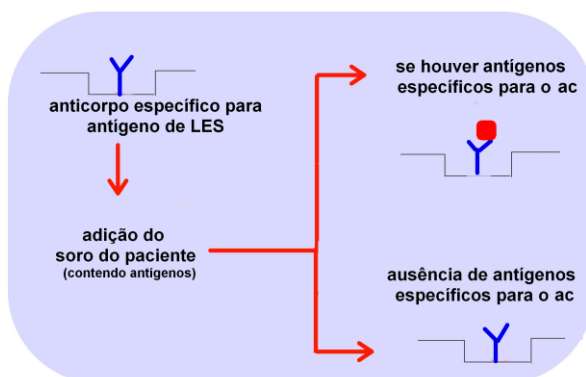 anticorpo específico para
antígeno de LES
adição do
soro do paciente
(contendo antígenos)
se houver antígenos
específicos para o ac
ausência de antígenos
específicos para o ac